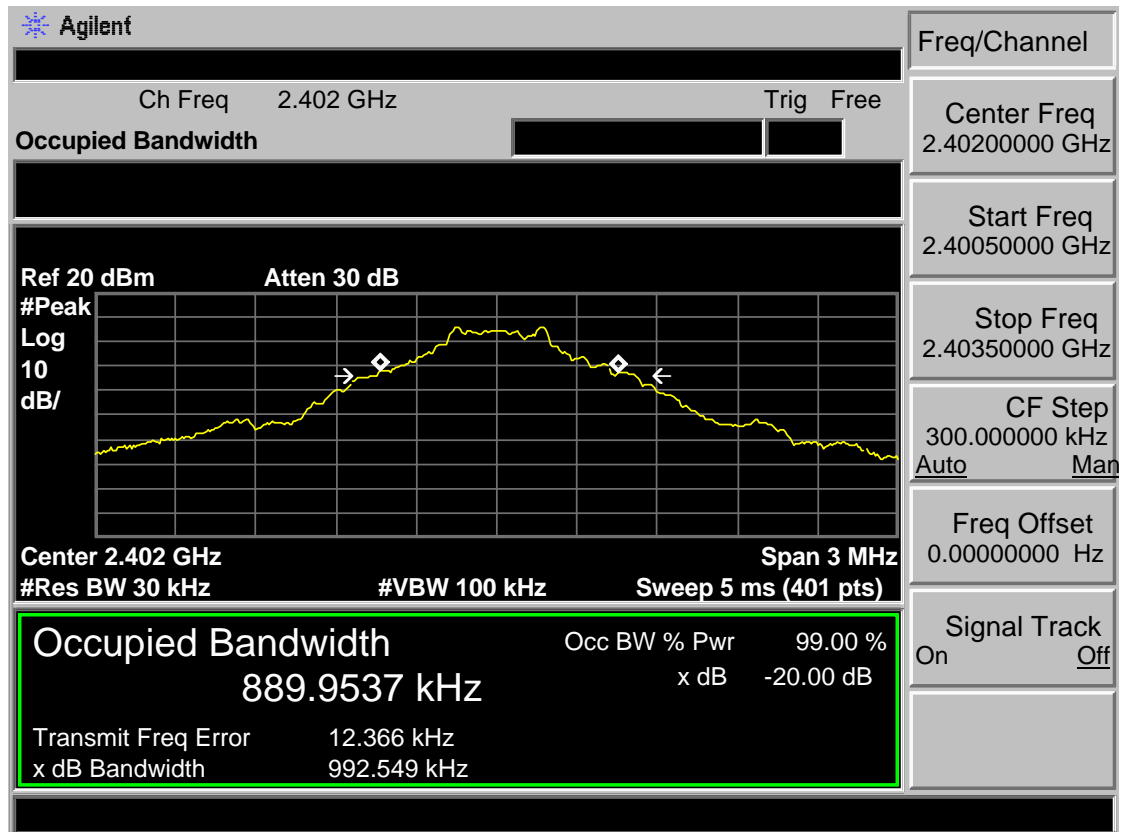 Agilent
Freq/Channel
Ch Freq 2.402 GHz Trig Free
Occupied Bandwidth
Center Freq
2.40200000 GHz
Start Freq
2.40050000 GHz
Stop Freq
2.40350000 GHz
CF Step
300.000000 kHz
Auto Man
Freq Offset
0.00000000 Hz
Signal Track
On Off
Ref 20 dBm Atten 30 dB
#Peak
Log
10
dB/
Center 2.402 GHz Span 3 MHz
#Res BW 30 kHz #VBW 100 kHz Sweep 5 ms (401 pts)
Occupied Bandwidth Occ BW % Pwr 99.00 %
889.9537 kHz x dB -20.00 dB
Transmit Freq Error 12.366 kHz
x dB Bandwidth 992.549 kHz